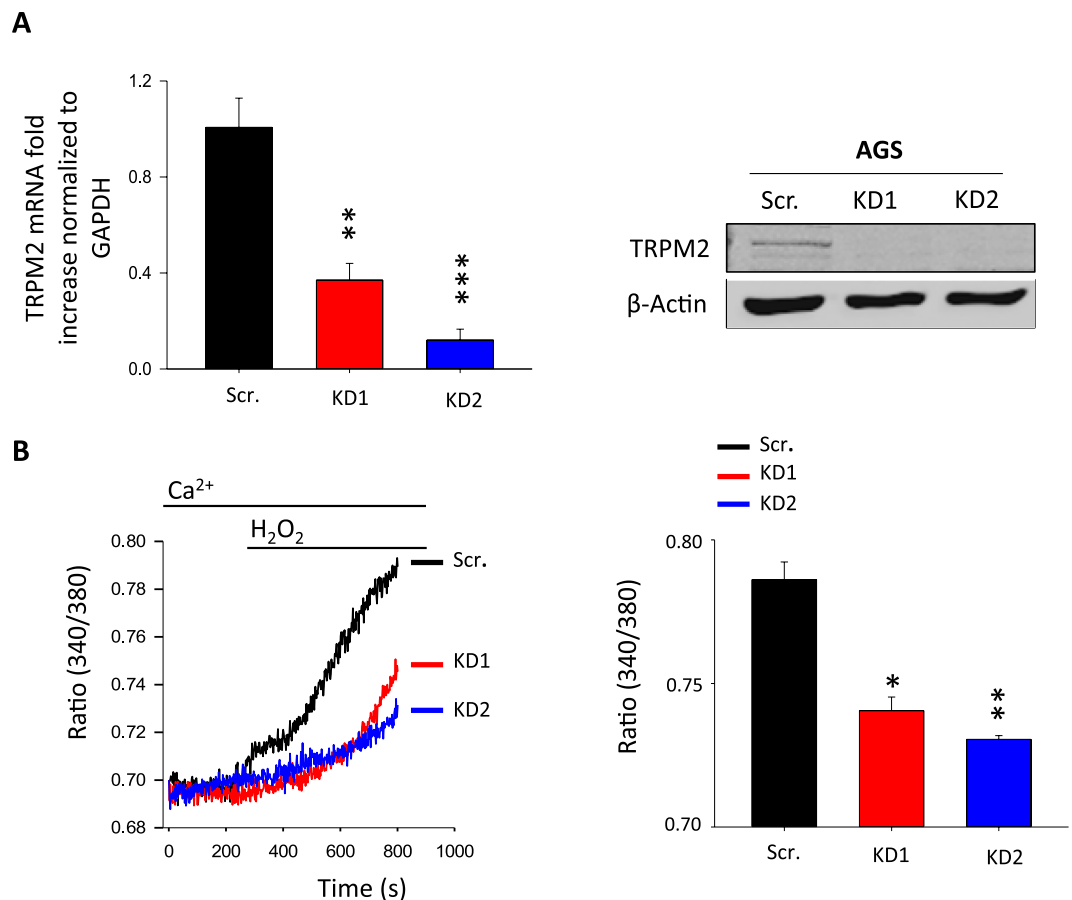 A
TRPM2 mRNA fold
increase normalized to
GAPDH
1.2
0.8
0.4
0.0
**
***
Scr.
KD1
KD2
AGS
Scr.
KD1
KD2
TRPM2
β-Actin
B
Ca²⁺
H₂O₂
Ratio (340/380)
0.80
0.78
0.76
0.74
0.72
0.70
0.68
0
200
400
600
800
1000
Time (s)
Scr.
KD1
KD2
Scr.
KD1
KD2
Ratio (340/380)
0.80
0.75
0.70
*
**
Scr.
KD1
KD2